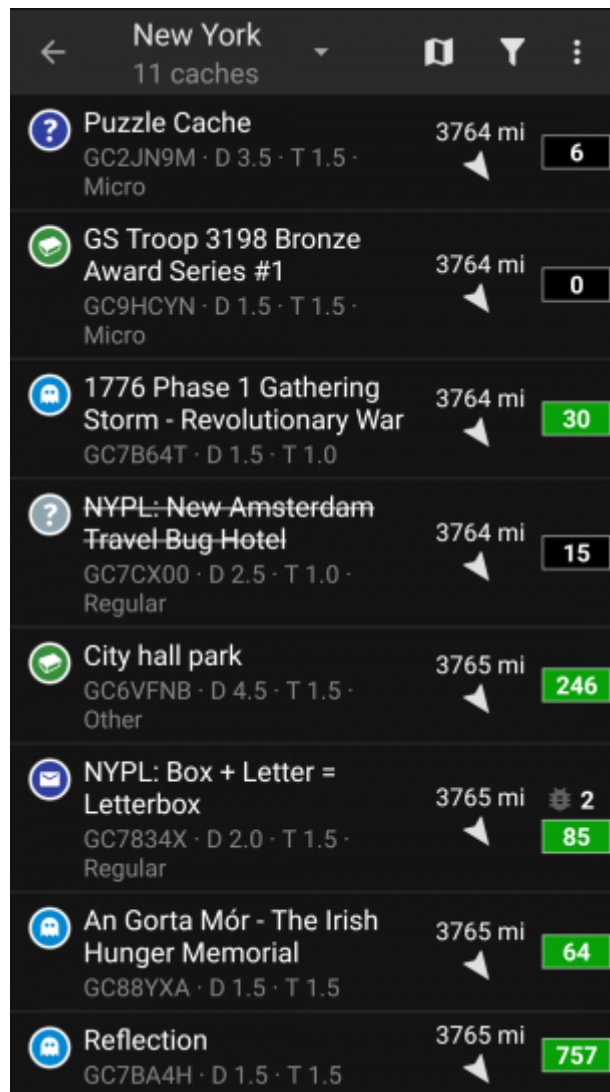 New York
11 caches
Puzzle Cache
GC2JN9M · D 3.5 · T 1.5 ·
Micro
3764 mi
6
GS Troop 3198 Bronze
Award Series #1
GC9HCYN · D 1.5 · T 1.5 ·
Micro
3764 mi
0
1776 Phase 1 Gathering
Storm - Revolutionary War
GC7B64T · D 1.5 · T 1.0
3764 mi
30
NYPL: New Amsterdam
Travel Bug Hotel
GC7CX00 · D 2.5 · T 1.0 ·
Regular
3764 mi
15
City hall park
GC6VFNB · D 4.5 · T 1.5 ·
Other
3765 mi
246
NYPL: Box + Letter =
Letterbox
GC7834X · D 2.0 · T 1.5 ·
Regular
3765 mi
2
85
An Gorta Mór - The Irish
Hunger Memorial
GC88YXA · D 1.5 · T 1.5
3765 mi
64
Reflection
GC7BA4H · D 1.5 · T 1.5
3765 mi
757